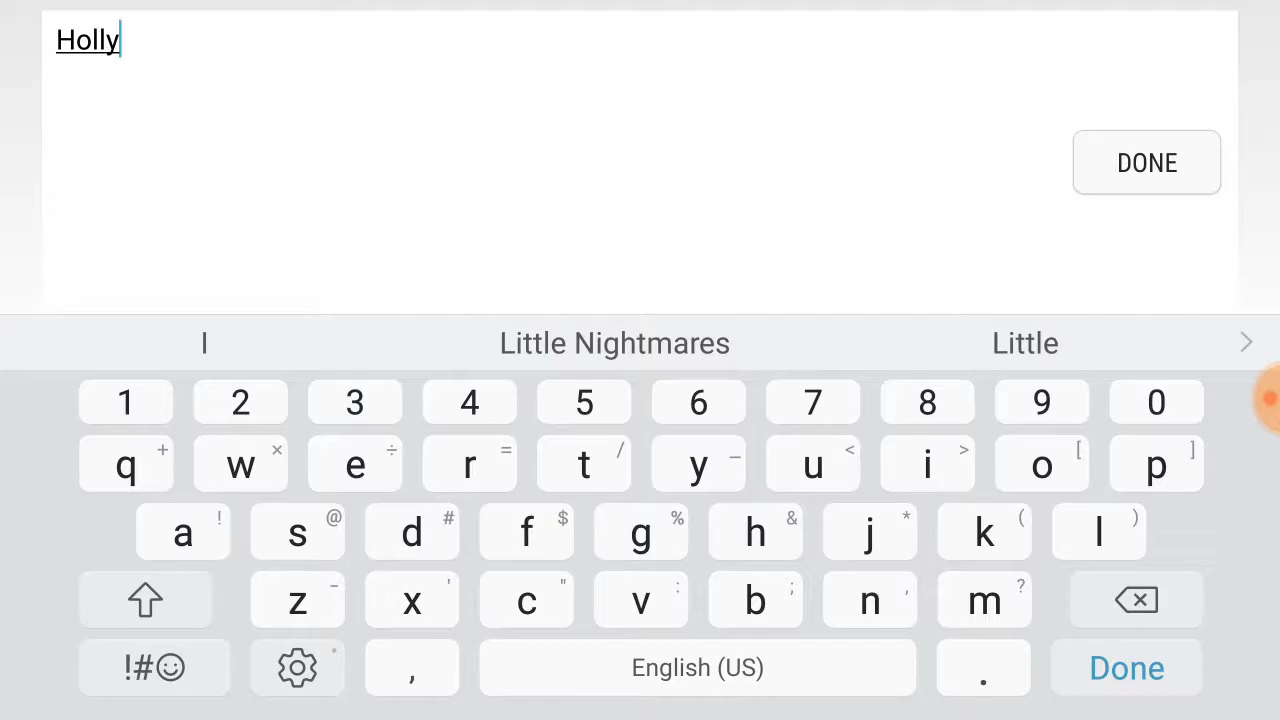 Holly
DONE
I Little Nightmares Little >
1 2 3 4 5 6 7 8 9 0
q + w × e ÷ r = t / y _ u < i > o [ p ]
a ! s @ d # f $ g % h & j * k ( l )
z - x ' c " v : b ; n , m ?
!#☺ , English (US) . Done